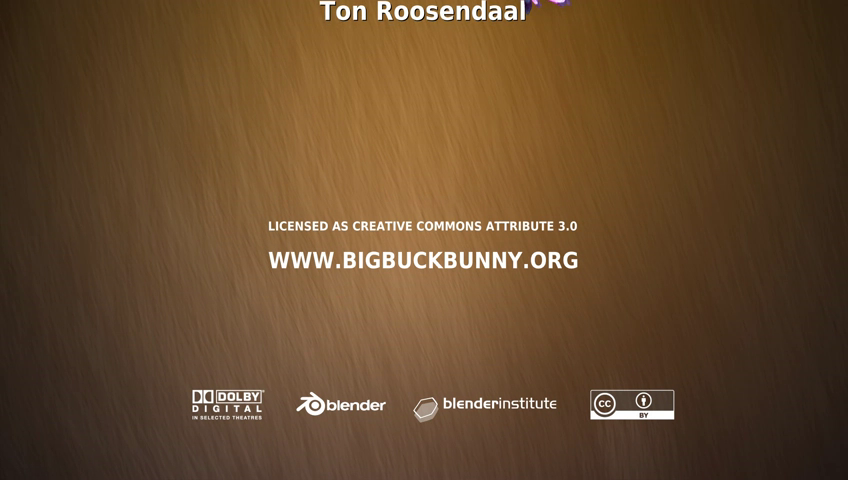 Ton Roosendaal
LICENSED AS CREATIVE COMMONS ATTRIBUTE 3.0
WWW.BIGBUCKBUNNY.ORG
DOLBY
DIGITAL
IN SELECTED THEATRES
blender
blenderinstitute
CC
BY